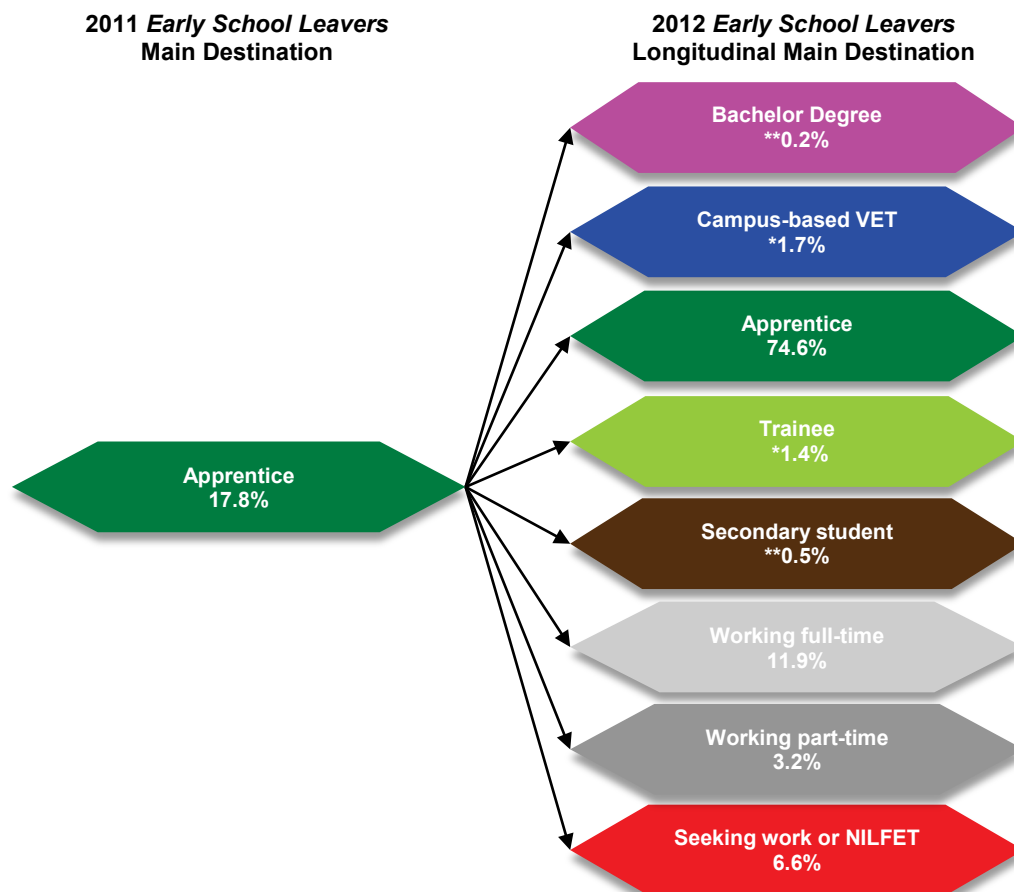 2011 Early School Leavers
Main Destination
2012 Early School Leavers
Longitudinal Main Destination
Bachelor Degree
**0.2%
Campus-based VET
*1.7%
Apprentice
74.6%
Trainee
*1.4%
Apprentice
17.8%
Secondary student
**0.5%
Working full-time
11.9%
Working part-time
3.2%
Seeking work or NILFET
6.6%